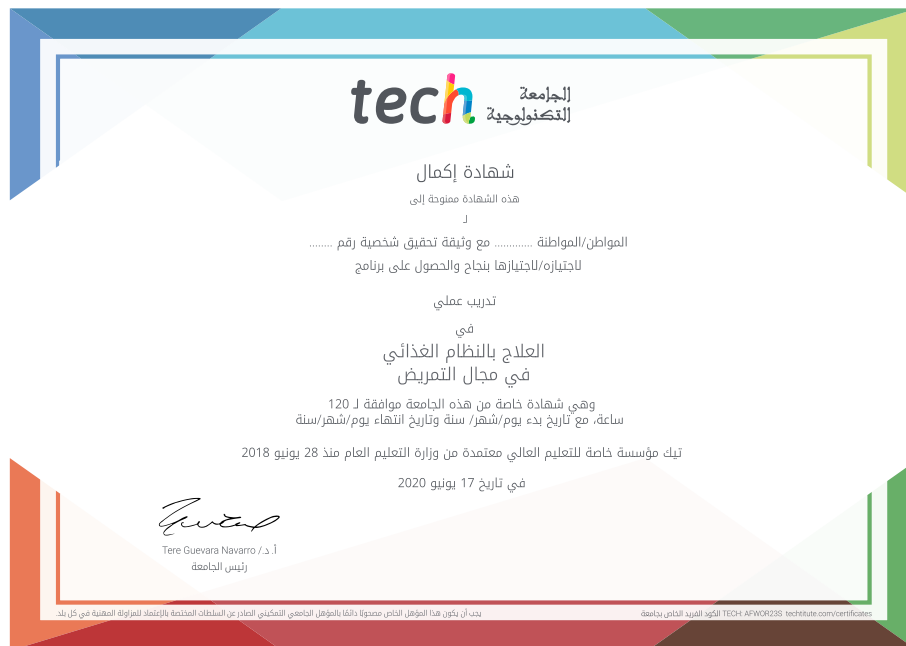 tech الجامعة
التكنولوجية
شهادة إكمال
هذه الشهادة ممنوحة إلى
لـ
المواطن/المواطنة ............. مع وثيقة تحقيق شخصية رقم ........
لاجتيازه/لاجتيازها بنجاح والحصول على برنامج
تدريب عملي
في
العلاج بالنظام الغذائي
في مجال التمريض
وهي شهادة خاصة من هذه الجامعة موافقة لـ 120
ساعة، مع تاريخ بدء يوم/شهر/ سنة وتاريخ انتهاء يوم/شهر/سنة
تيك مؤسسة خاصة للتعليم العالي معتمدة من وزارة التعليم العام منذ 28 يونيو 2018
في تاريخ 17 يونيو 2020
أ. د./ Tere Guevara Navarro
رئيس الجامعة
يجب أن يكون هذا المؤهل الخاص مصحوبًا دائمًا بالمؤهل الجامعي التمكيني الصادر عن السلطات المختصة بالإعتماد للمزاولة المهنية في كل بلد.
الكود الفريد الخاص بجامعة TECH: AFWOR23S techtitute.com/certificates